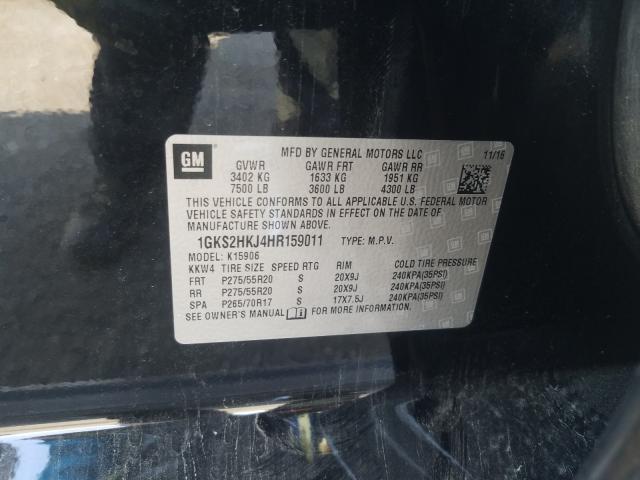 GM
MFD BY GENERAL MOTORS LLC 11/16
GVWR GAWR FRT GAWR RR
3402 KG 1633 KG 1951 KG
7500 LB 3600 LB 4300 LB
THIS VEHICLE CONFORMS TO ALL APPLICABLE U.S. FEDERAL MOTOR
VEHICLE SAFETY STANDARDS IN EFFECT ON THE DATE OF
MANUFACTURE SHOWN ABOVE.
1GKS2HKJ4HR159011 TYPE: M.P.V.
MODEL: K15906
KKW4 TIRE SIZE SPEED RTG RIM COLD TIRE PRESSURE
FRT P275/55R20 S 20X9J 240KPA(35PSI)
RR P275/55R20 S 20X9J 240KPA(35PSI)
SPA P265/70R17 S 17X7.5J 240KPA(35PSI)
SEE OWNER'S MANUAL FOR MORE INFORMATION.